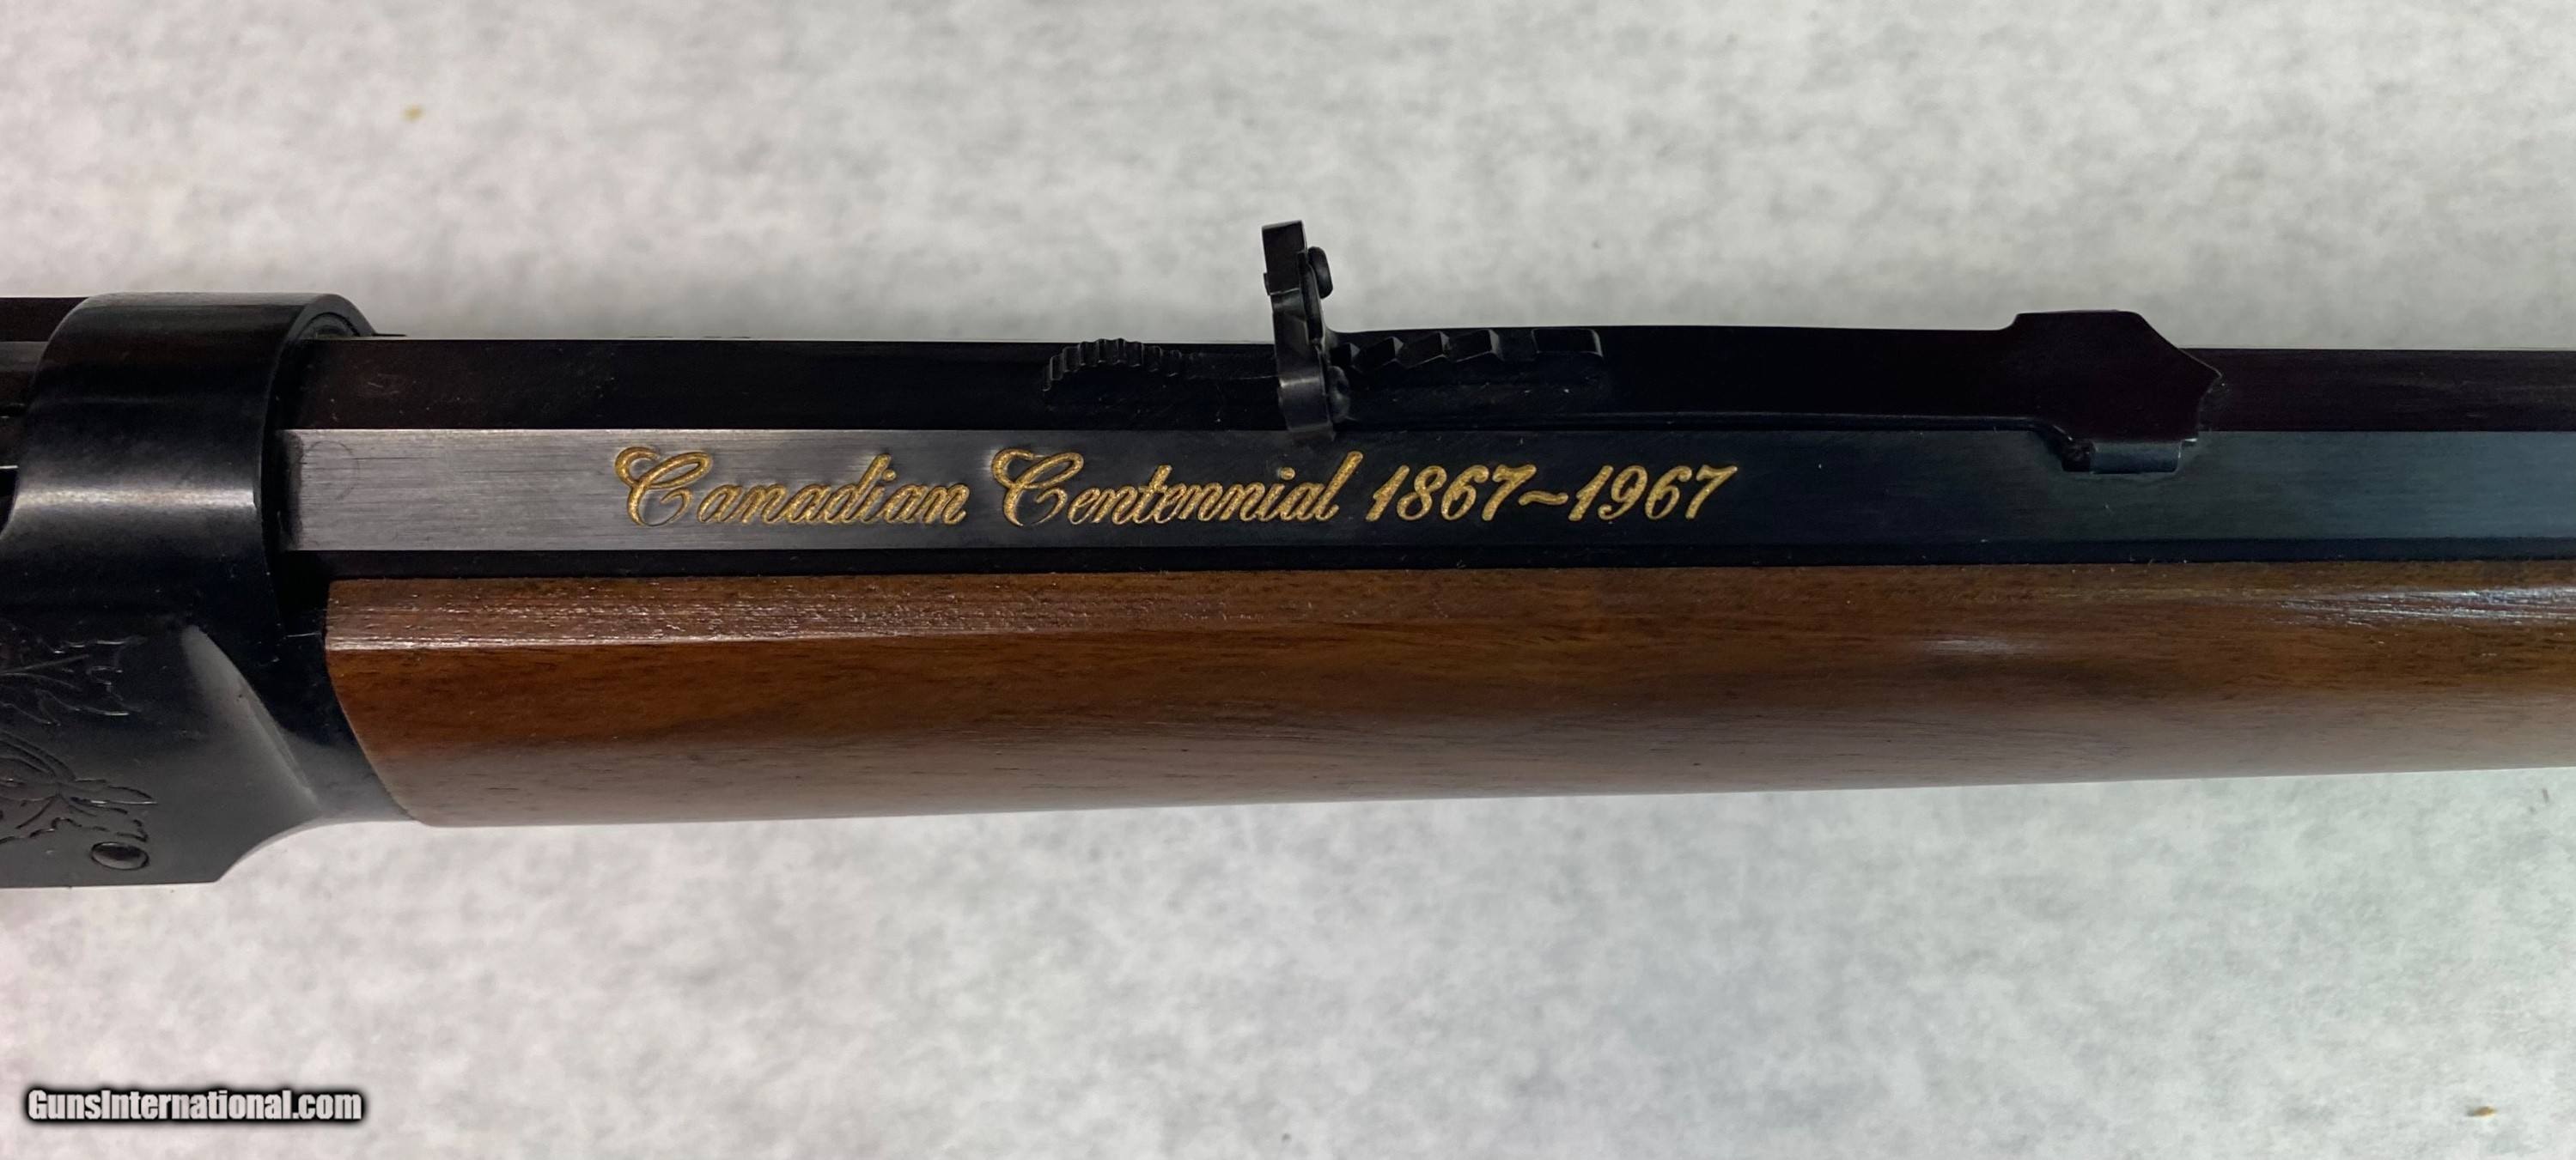 Canadian Centennial 1867~1967
GunsInternational.com